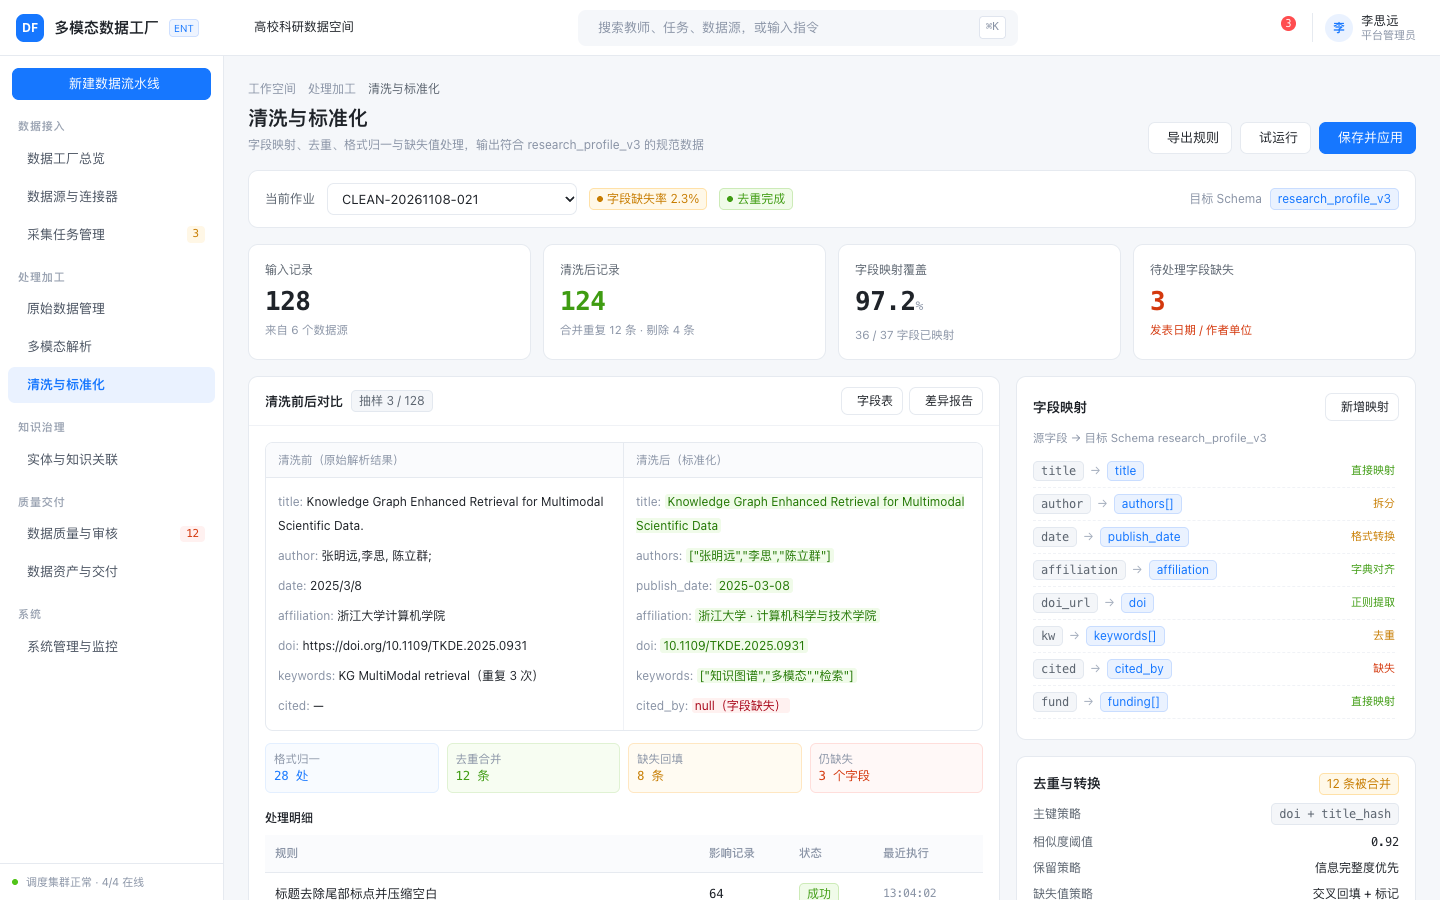 DF 多模态数据工厂 ENT
高校科研数据空间
搜索教师、任务、数据源，或输入指令 ⌘K
3
李 李思远
平台管理员
新建数据流水线
数据接入
数据工厂总览
数据源与连接器
采集任务管理 3
处理加工
原始数据管理
多模态解析
清洗与标准化
知识治理
实体与知识关联
质量交付
数据质量与审核 12
数据资产与交付
系统
系统管理与监控
调度集群正常 · 4/4 在线
工作空间 处理加工 清洗与标准化
清洗与标准化
字段映射、去重、格式归一与缺失值处理，输出符合 research_profile_v3 的规范数据
导出规则 试运行 保存并应用
当前作业 CLEAN-20261108-021 字段缺失率 2.3% 去重完成
目标 Schema research_profile_v3
输入记录
128
来自 6 个数据源
清洗后记录
124
合并重复 12 条 · 剔除 4 条
字段映射覆盖
97.2%
36 / 37 字段已映射
待处理字段缺失
3
发表日期 / 作者单位
清洗前后对比 抽样 3 / 128 字段表 差异报告
清洗前（原始解析结果）
title: Knowledge Graph Enhanced Retrieval for Multimodal
Scientific Data.
author: 张明远,李思, 陈立群;
date: 2025/3/8
affiliation: 浙江大学计算机学院
doi: https://doi.org/10.1109/TKDE.2025.0931
keywords: KG MultiModal retrieval（重复 3 次）
cited: —
清洗后（标准化）
title: Knowledge Graph Enhanced Retrieval for Multimodal
Scientific Data
authors: ["张明远","李思","陈立群"]
publish_date: 2025-03-08
affiliation: 浙江大学 · 计算机科学与技术学院
doi: 10.1109/TKDE.2025.0931
keywords: ["知识图谱","多模态","检索"]
cited_by: null（字段缺失）
格式归一
28 处
去重合并
12 条
缺失回填
8 条
仍缺失
3 个字段
处理明细
规则 影响记录 状态 最近执行
标题去除尾部标点并压缩空白 64 成功 13:04:02
字段映射 新增映射
源字段 → 目标 Schema research_profile_v3
title → title 直接映射
author → authors[] 拆分
date → publish_date 格式转换
affiliation → affiliation 字典对齐
doi_url → doi 正则提取
kw → keywords[] 去重
cited → cited_by 缺失
fund → funding[] 直接映射
去重与转换 12 条被合并
主键策略 doi + title_hash
相似度阈值 0.92
保留策略 信息完整度优先
缺失值策略 交叉回填 + 标记